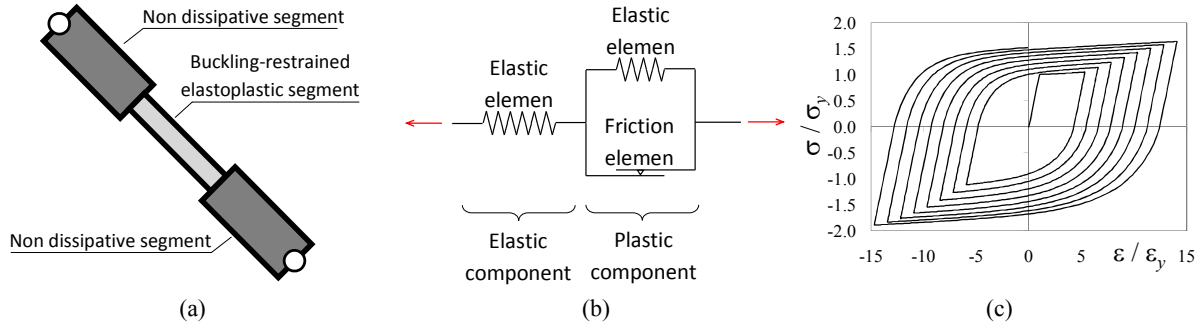 Non dissipative segment
Buckling-restrained
elastoplastic segment
Non dissipative segment
(a)
Elastic
elemen
Elastic
elemen
Friction
elemen
Elastic
component
Plastic
component
(b)
2.0
1.5
1.0
0.5
0.0
-0.5
-1.0
-1.5
-2.0
σ / σy
-15 -10 -5 0 5 15
ε / εy
(c)